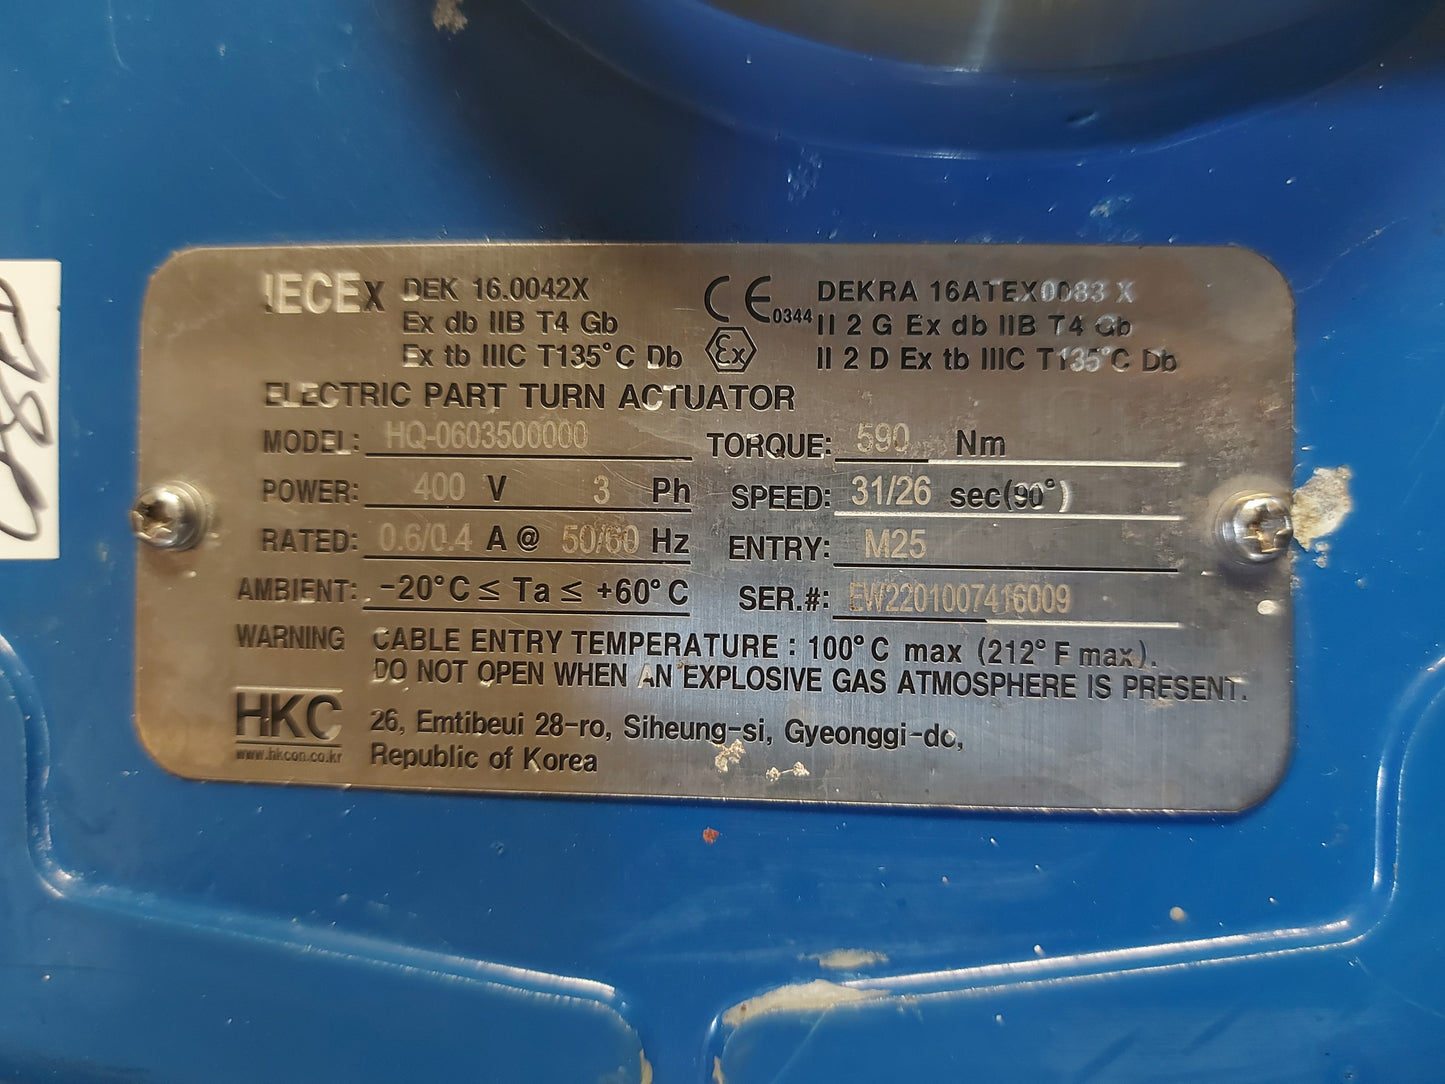 IECEx DEK 16.0042X
Ex db IIB T4 Gb
Ex tb IIIC T135°C Db
CE 0344 DEKRA 16ATEX0083 X
Ex II 2 G Ex db IIB T4 Gb
II 2 D Ex tb IIIC T135°C Db
ELECTRIC PART TURN ACTUATOR
MODEL: HQ-0603500000 TORQUE: 590 Nm
POWER: 400 V 3 Ph SPEED: 31/26 sec(90°)
RATED: 0.6/0.4 A @ 50/60 Hz ENTRY: M25
AMBIENT: -20°C ≤ Ta ≤ +60°C SER.#: EW2201007416009
WARNING CABLE ENTRY TEMPERATURE : 100°C max (212°F max).
DO NOT OPEN WHEN AN EXPLOSIVE GAS ATMOSPHERE IS PRESENT.
HKC
www.hkcon.co.kr
26, Emtibeui 28-ro, Siheung-si, Gyeonggi-do,
Republic of Korea